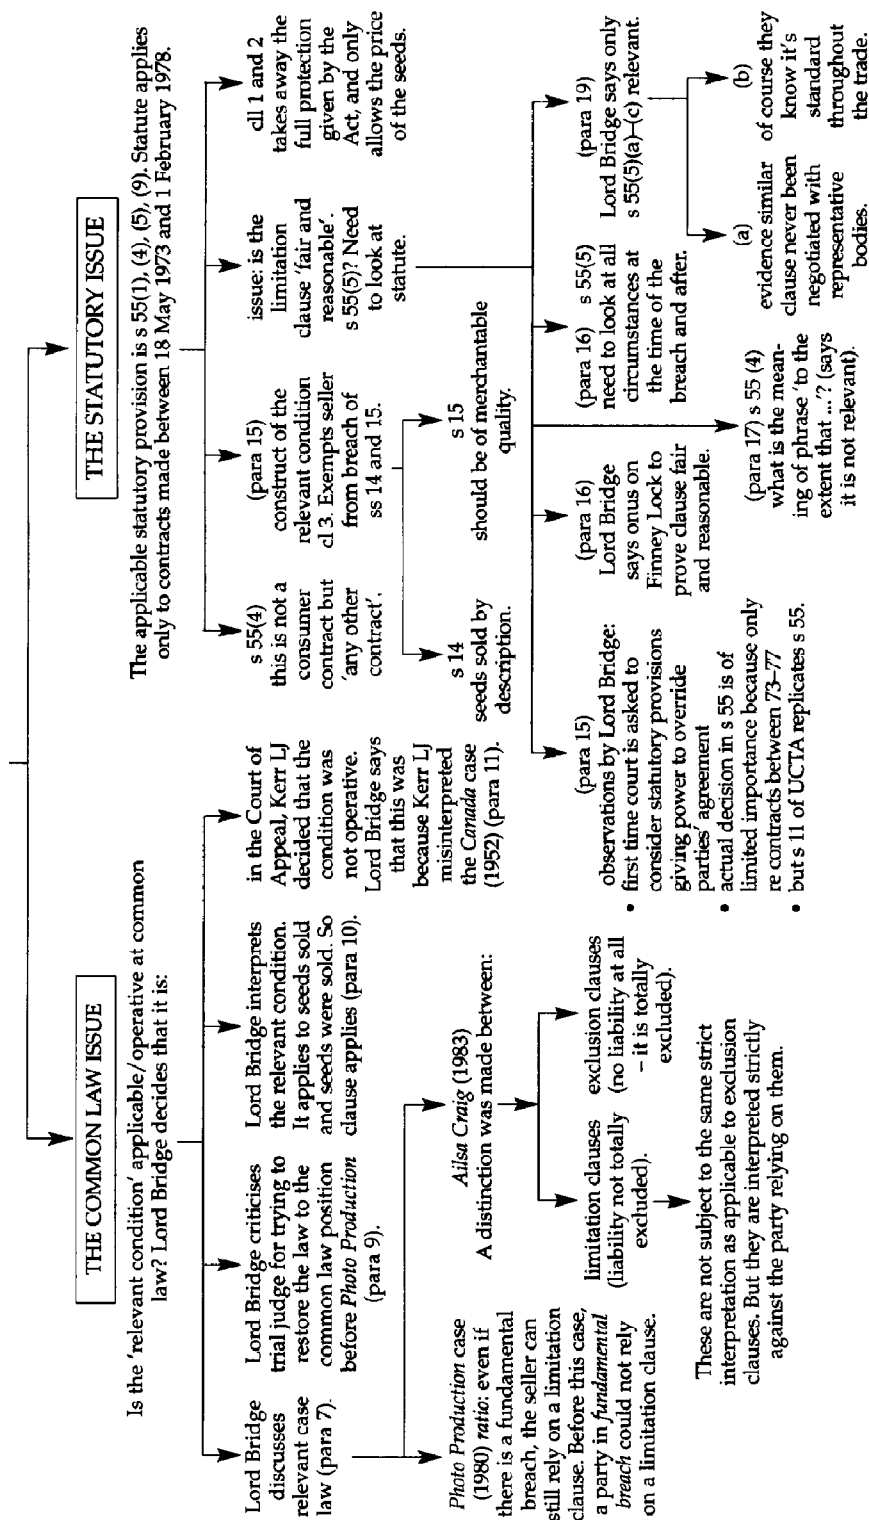 THE COMMON LAW ISSUE
Is the 'relevant condition' applicable/operative at common
law? Lord Bridge decides that it is:
Lord Bridge
discusses
relevant case
law (para 7).
Lord Bridge criticises
trial judge for trying to
restore the law to the
common law position
before Photo Production
(para 9).
Lord Bridge interprets
the relevant condition.
It applies to seeds sold
and seeds were sold. So
clause applies (para 10).
in the Court of
Appeal, Kerr LJ
decided that the
condition was
not operative.
Lord Bridge says
that this was
because Kerr LJ
misinterpreted
the Canada case
(1952) (para 11).
Photo Production case
(1980) ratio: even if
there is a fundamental
breach, the seller can
still rely on a limitation
clause. Before this case,
a party in fundamental
breach could not rely
on a limitation clause.
Ailsa Craig (1983)
A distinction was made between:
limitation clauses
(liability not totally
excluded).
exclusion clauses
(no liability at all
– it is totally
excluded).
These are not subject to the same strict
interpretation as applicable to exclusion
clauses. But they are interpreted strictly
against the party relying on them.
THE STATUTORY ISSUE
The applicable statutory provision is s 55(1), (4), (5), (9). Statute applies
only to contracts made between 18 May 1973 and 1 February 1978.
s 55(4)
this is not a
consumer
contract but
'any other
contract'.
(para 15)
construct of the
relevant condition
cl 3. Exempts seller
from breach of
ss 14 and 15.
issue: is the
limitation
clause 'fair and
reasonable'.
s 55(5)? Need
to look at
statute.
cll 1 and 2
takes away the
full protection
given by the
Act, and only
allows the price
of the seeds.
s 14
seeds sold by
description.
s 15
should be of merchantable
quality.
(para 15)
observations by Lord Bridge:
• first time court is asked to
consider statutory provisions
giving power to override
parties' agreement
• actual decision in s 55 is of
limited importance because only
re contracts between 73–77
• but s 11 of UCTA replicates s 55.
(para 16)
Lord Bridge
says onus on
Finney Lock to
prove clause fair
and reasonable.
(para 17) s 55 (4)
what is the mean-
ing of phrase 'to the
extent that ...'? (says
it is not relevant).
(para 16) s 55(5)
need to look at all
circumstances at
the time of the
breach and after.
(para 19)
Lord Bridge says only
s 55(5)(a)–(c) relevant.
(a)
evidence similar
clause never been
negotiated with
representative
bodies.
(b)
of course they
know it's
standard
throughout
the trade.